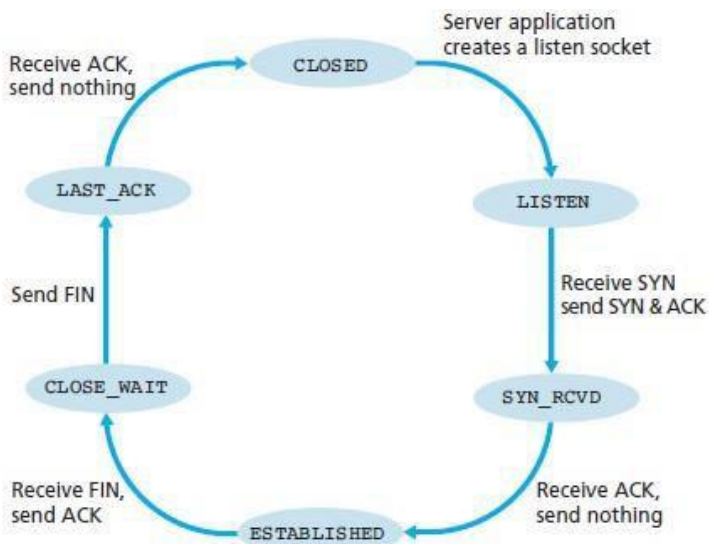 Server application
creates a listen socket
CLOSED
Receive ACK,
send nothing
LAST_ACK
LISTEN
Send FIN
Receive SYN
send SYN & ACK
CLOSE_WAIT
SYN_RCVD
Receive FIN,
send ACK
Receive ACK,
send nothing
ESTABLISHED